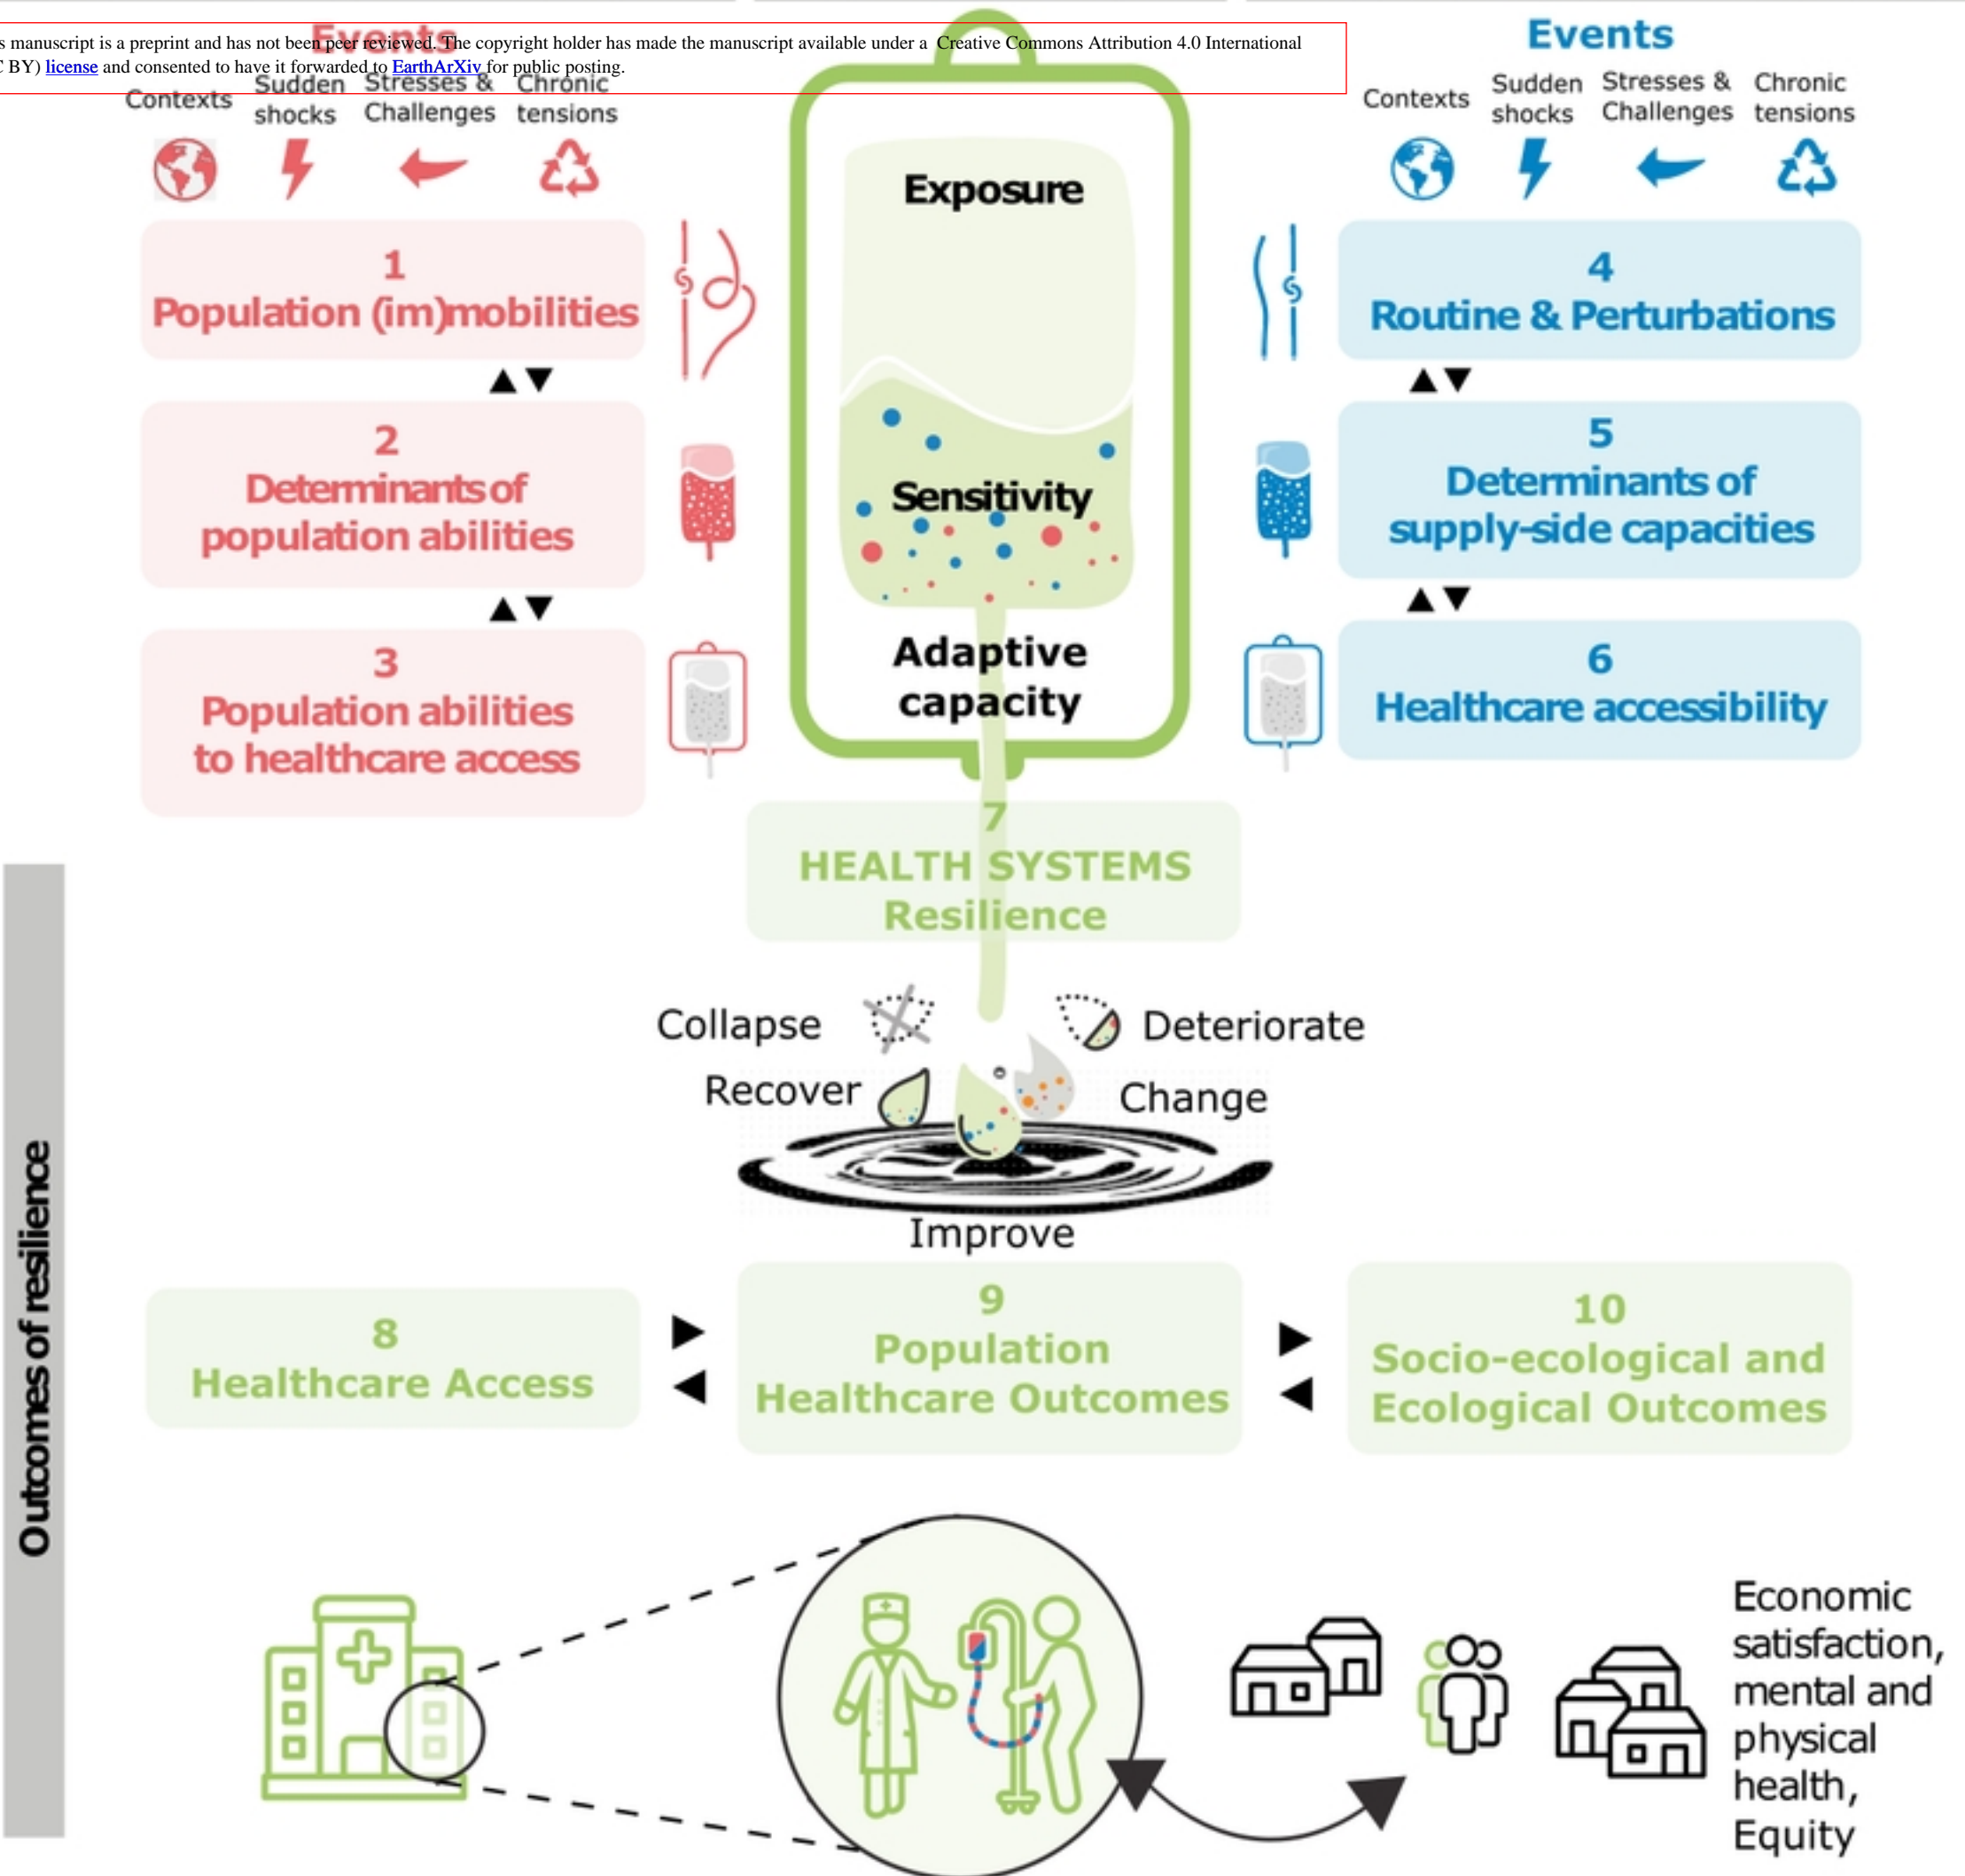 s manuscript is a preprint and has not been peer reviewed. The copyright holder has made the manuscript available under a Creative Commons Attribution 4.0 International
C BY) license and consented to have it forwarded to EarthArXiv for public posting.
Events
Contexts
Sudden
shocks
Stresses &
Challenges
Chronic
tensions
1
Population (im)mobilities
2
Determinants of
population abilities
3
Population abilities
to healthcare access
Exposure
Sensitivity
Adaptive
capacity
Events
Contexts
Sudden
shocks
Stresses &
Challenges
Chronic
tensions
4
Routine & Perturbations
5
Determinants of
supply-side capacities
6
Healthcare accessibility
7
HEALTH SYSTEMS
Resilience
Collapse
Deteriorate
Recover
Change
Improve
Outcomes of resilience
8
Healthcare Access
9
Population
Healthcare Outcomes
10
Socio-ecological and
Ecological Outcomes
Economic
satisfaction,
mental and
physical
health,
Equity